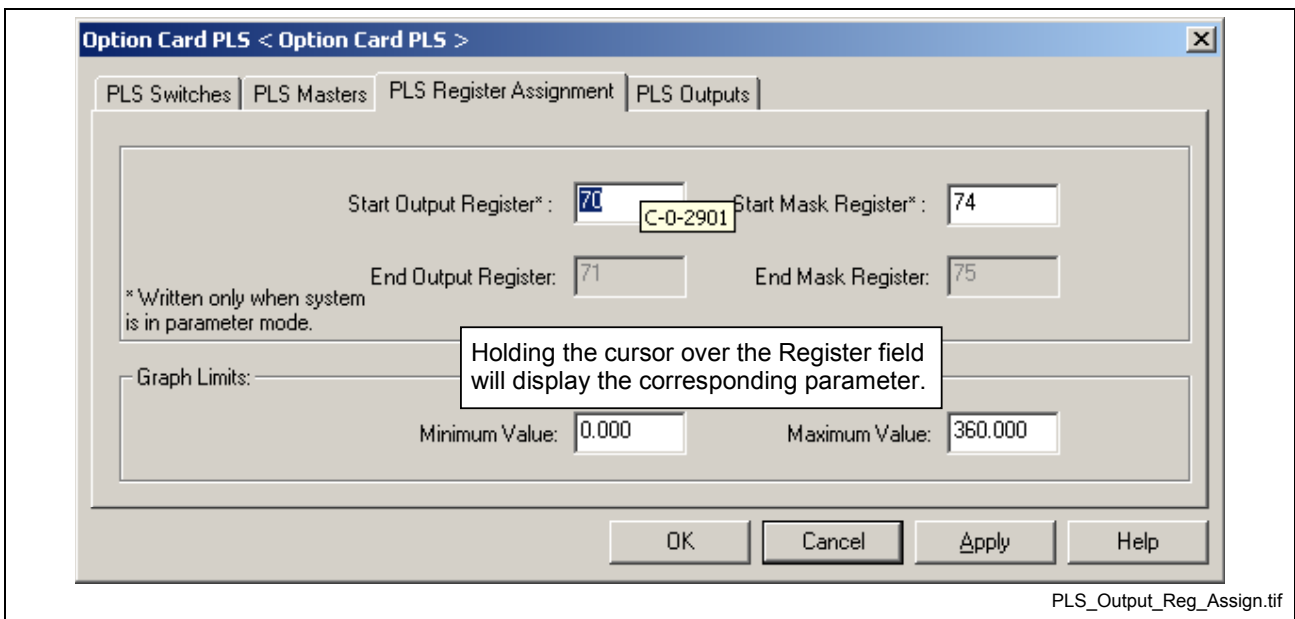 Option Card PLS < Option Card PLS >
PLS Switches PLS Masters PLS Register Assignment PLS Outputs
Start Output Register* : 70 Start Mask Register* : 74
C-0-2901
End Output Register: 71 End Mask Register: 75
* Written only when system
is in parameter mode.
Holding the cursor over the Register field
will display the corresponding parameter.
Graph Limits:
Minimum Value: 0.000 Maximum Value: 360.000
OK Cancel Apply Help
PLS_Output_Reg_Assign.tif